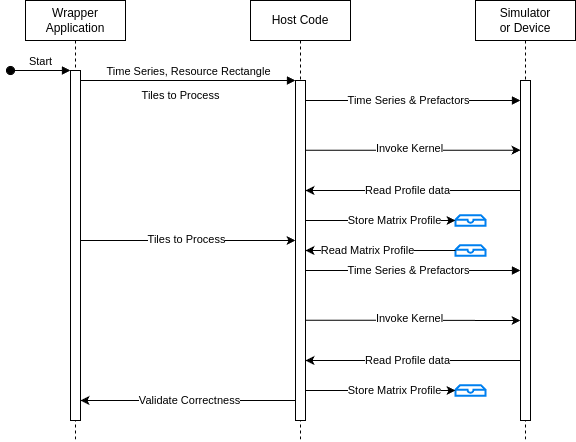 Wrapper
Application
Host Code
Simulator
or Device
Start
Time Series, Resource Rectangle
Tiles to Process
Time Series & Prefactors
Invoke Kernel
Read Profile data
Store Matrix Profile
Tiles to Process
Read Matrix Profile
Time Series & Prefactors
Invoke Kernel
Read Profile data
Store Matrix Profile
Validate Correctness